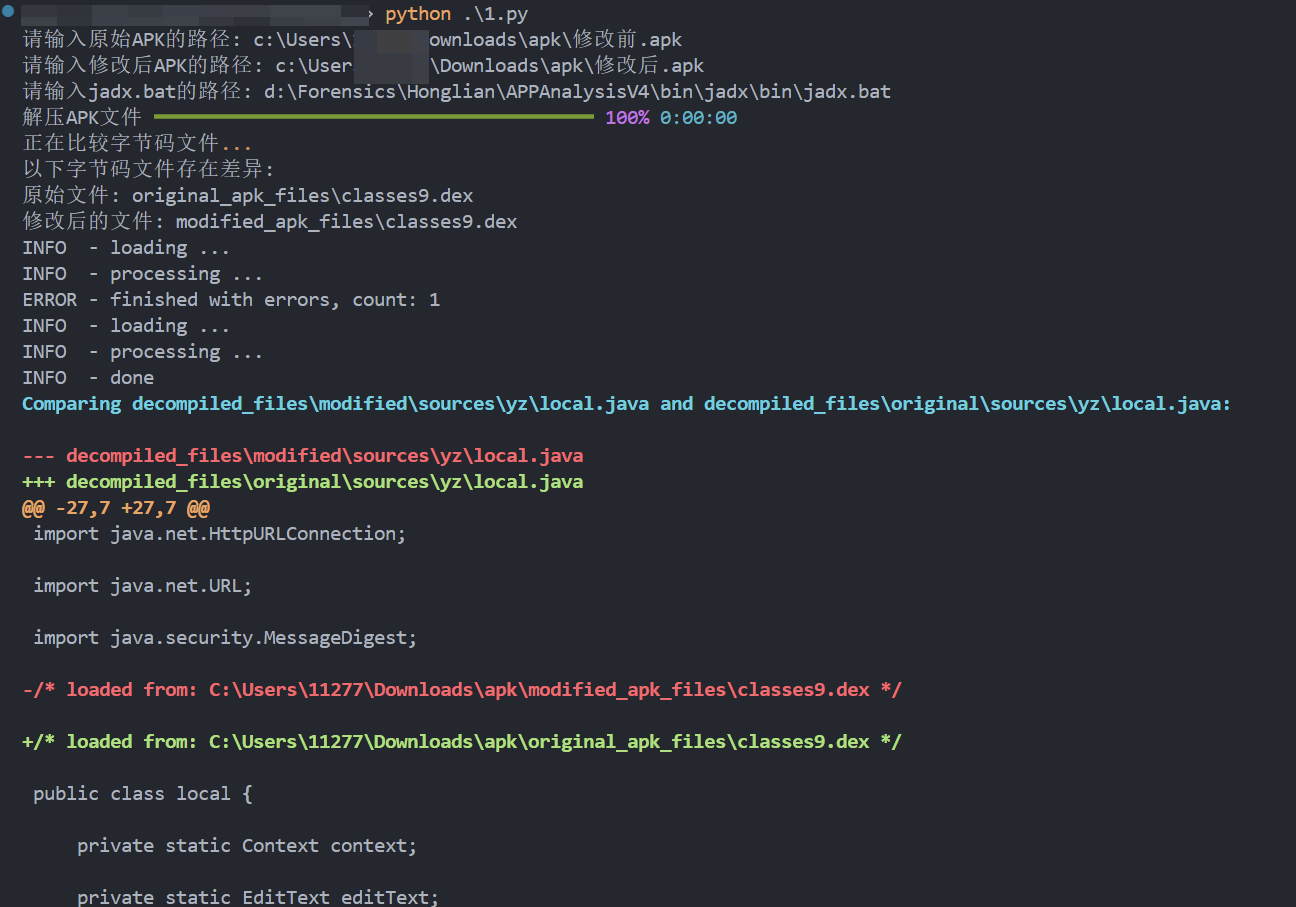 python .\1.py
请输入原始APK的路径: c:\Users\ ownloads\apk\修改前.apk
请输入修改后APK的路径: c:\User \Downloads\apk\修改后.apk
请输入jadx.bat的路径: d:\Forensics\Honglian\APPAnalysisV4\bin\jadx\bin\jadx.bat
解压APK文件 100% 0:00:00
正在比较字节码文件...
以下字节码文件存在差异:
原始文件: original_apk_files\classes9.dex
修改后的文件: modified_apk_files\classes9.dex
INFO  - loading ...
INFO  - processing ...
ERROR - finished with errors, count: 1
INFO  - loading ...
INFO  - processing ...
INFO  - done
Comparing decompiled_files\modified\sources\yz\local.java and decompiled_files\original\sources\yz\local.java:
--- decompiled_files\modified\sources\yz\local.java
+++ decompiled_files\original\sources\yz\local.java
@@ -27,7 +27,7 @@
import java.net.HttpURLConnection;
import java.net.URL;
import java.security.MessageDigest;
-/* loaded from: C:\Users\11277\Downloads\apk\modified_apk_files\classes9.dex */
+/* loaded from: C:\Users\11277\Downloads\apk\original_apk_files\classes9.dex */
public class local {
private static Context context;
private static EditText editText;